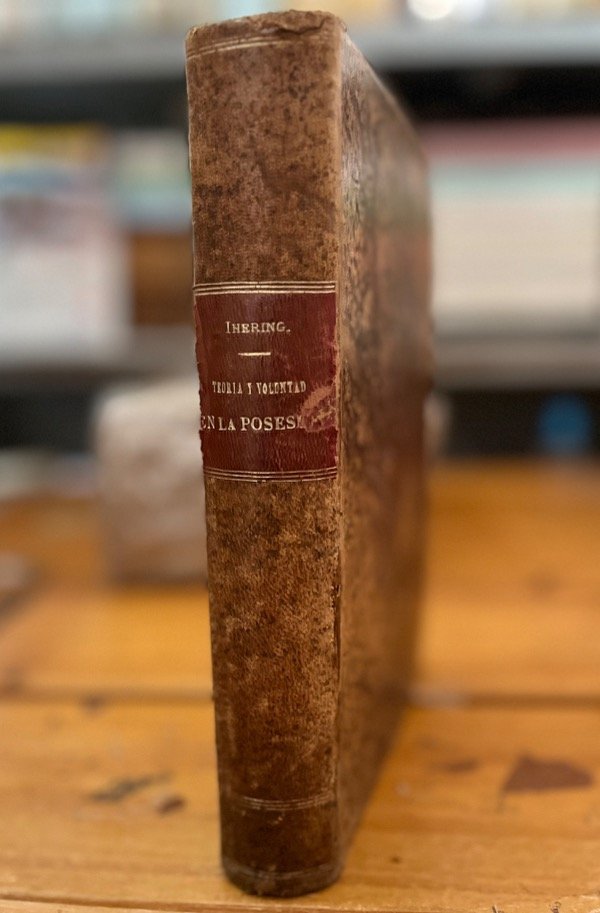 IHERING.
TEORIA Y VOLUNTAD
EN LA